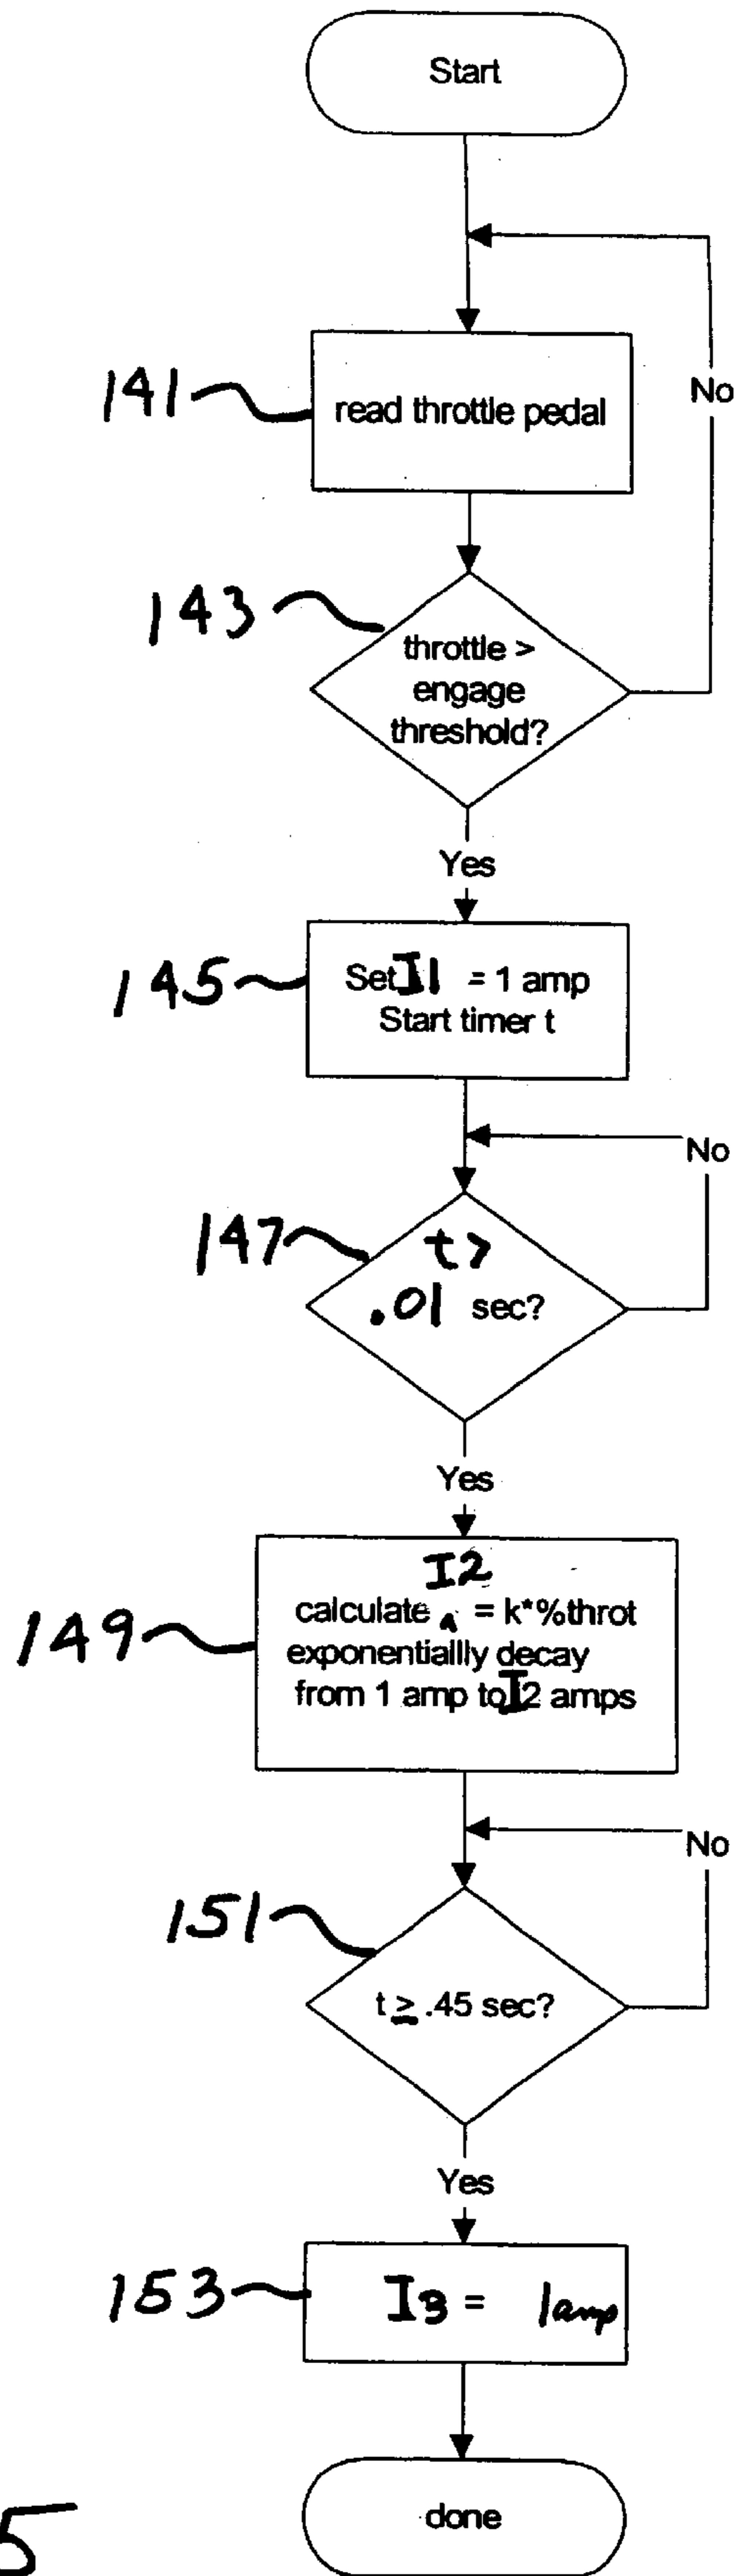 Start
No
141
read throttle pedal
143
throttle >
engage
threshold?
Yes
145
Set I1 = 1 amp
Start timer t
No
147
t >
.01 sec?
Yes
149
I2
calculate ^ = k*%throt
exponentiallly decay
from 1 amp to I2 amps
No
151
t ≥ .45 sec?
Yes
153
I3 = 1amp
done
5